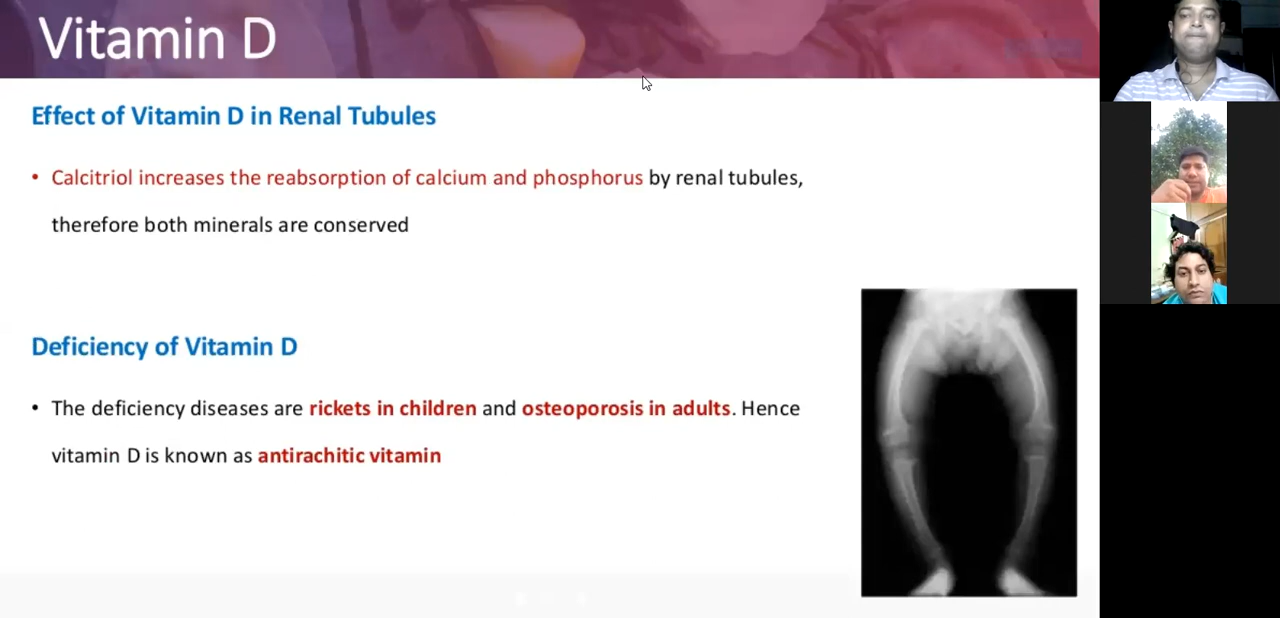 Vitamin D
Effect of Vitamin D in Renal Tubules
• Calcitriol increases the reabsorption of calcium and phosphorus by renal tubules,
therefore both minerals are conserved
Deficiency of Vitamin D
• The deficiency diseases are rickets in children and osteoporosis in adults. Hence
vitamin D is known as antirachitic vitamin